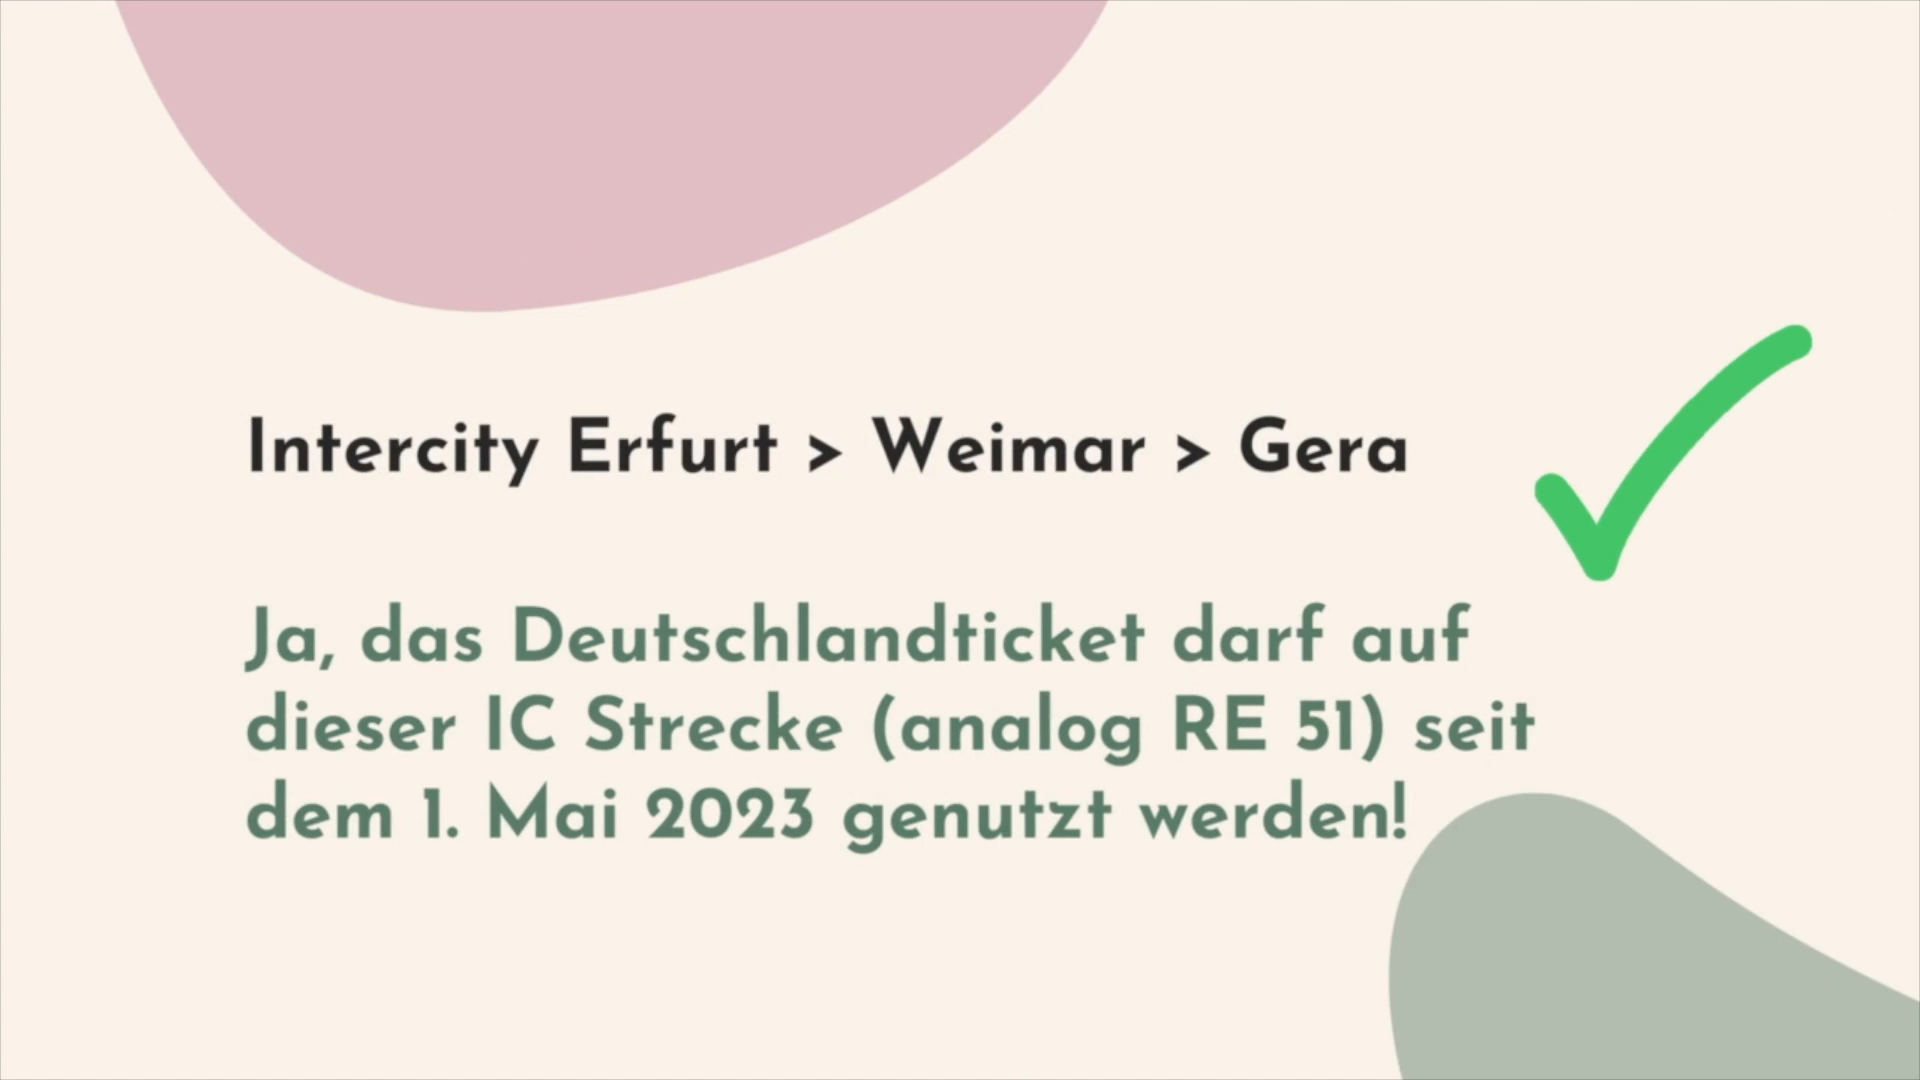 Intercity Erfurt > Weimar > Gera
Ja, das Deutschlandticket darf auf
dieser IC Strecke (analog RE 51) seit
dem 1. Mai 2023 genutzt werden!